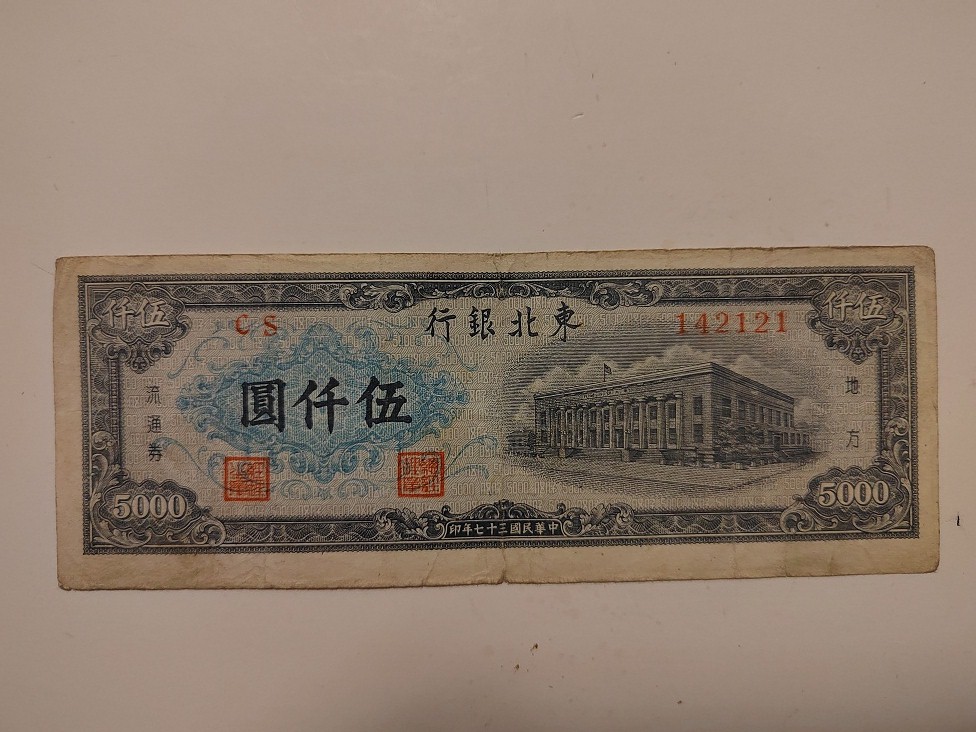 東北銀行
CS
142121
伍仟
伍仟
伍仟圓
地方
流通券
5000
5000
中華民國三十七年印